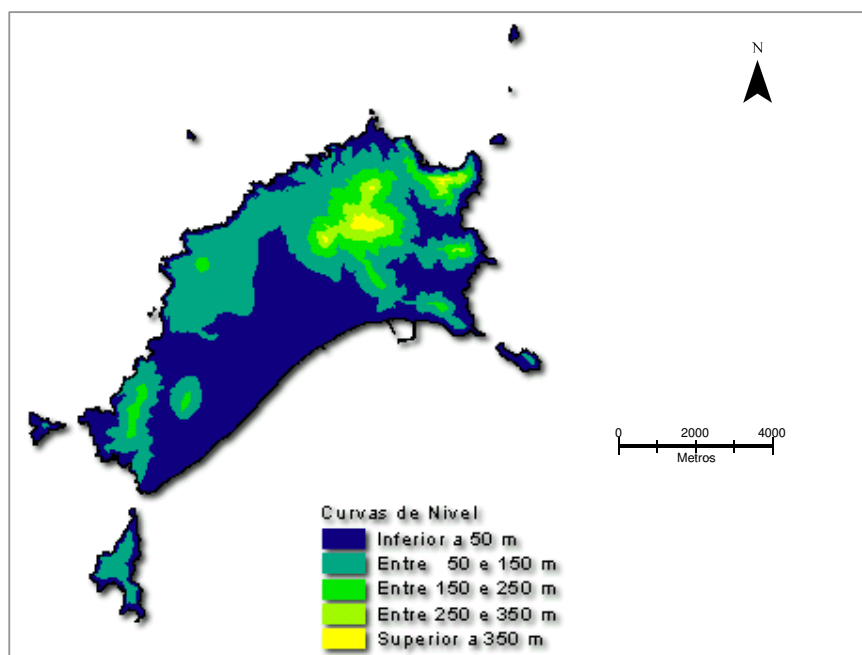 N
0 2000 4000
Metros
Curvas de Nivel
Inferior a 50 m
Entre 50 e 150 m
Entre 150 e 250 m
Entre 250 e 350 m
Superior a 350 m